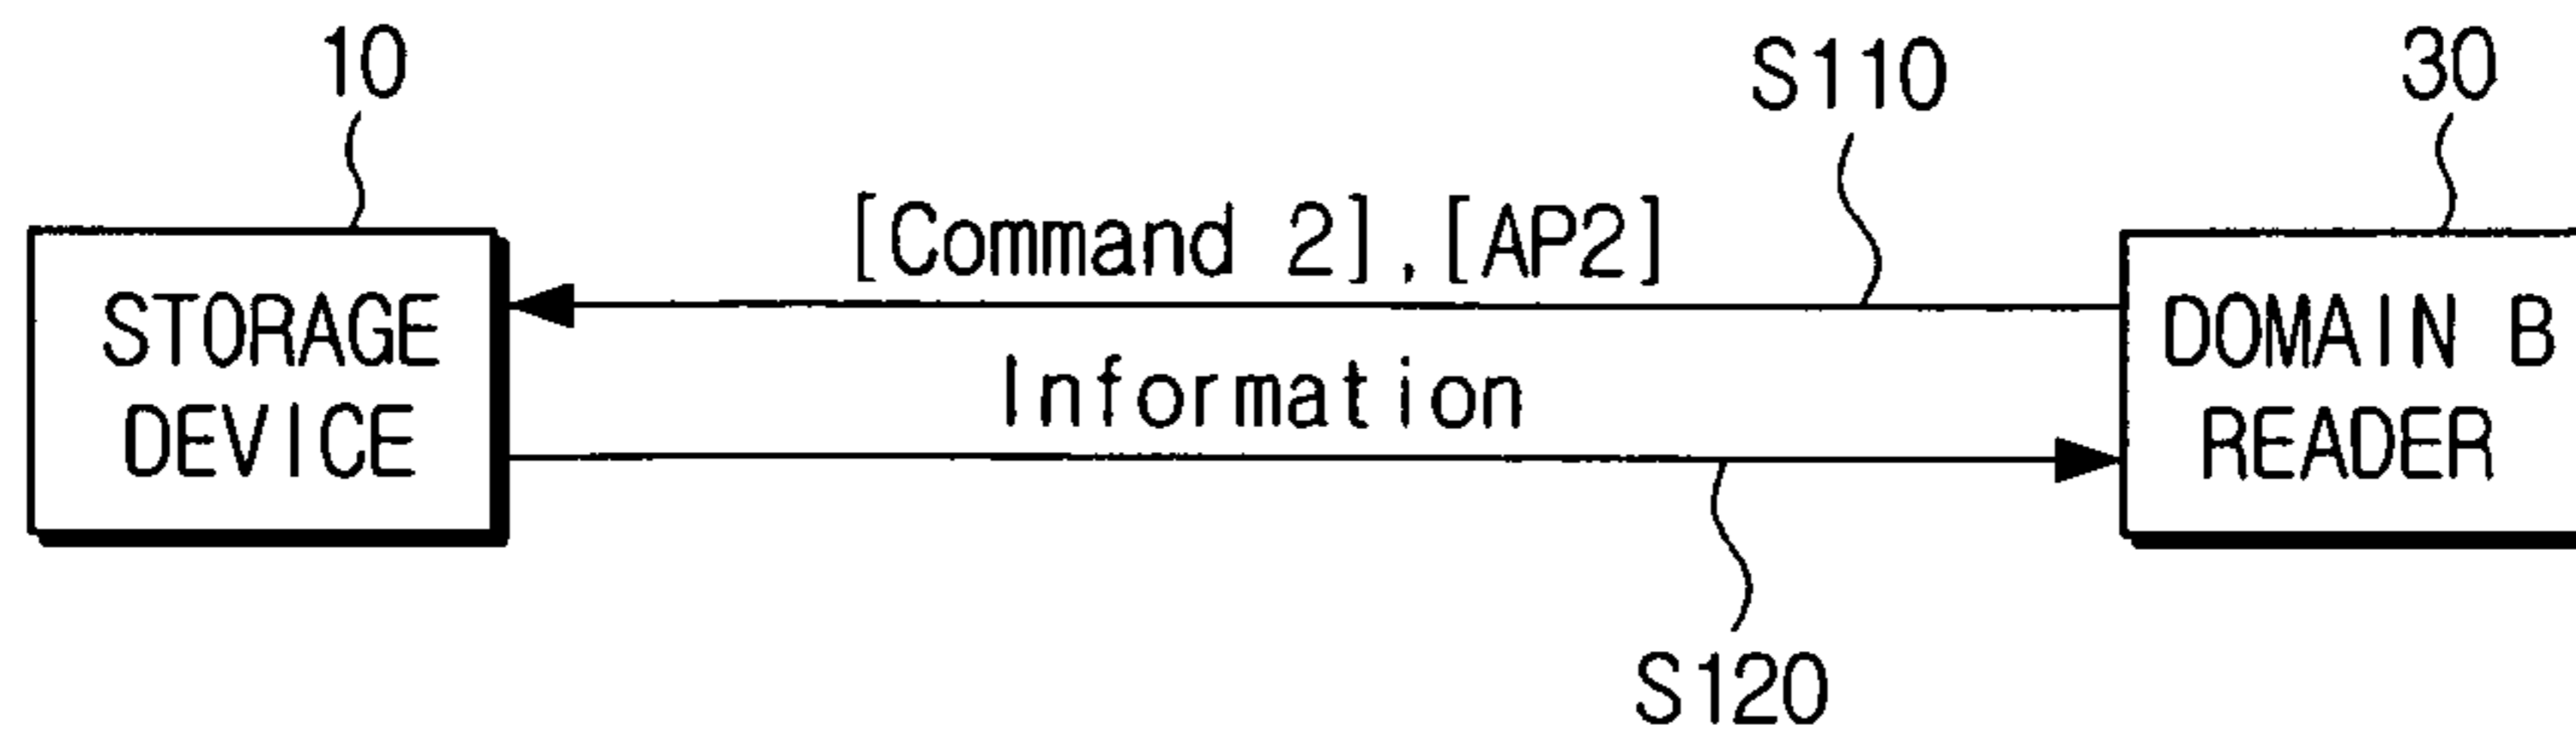 10
S110
30
[Command 2],[AP2]
STORAGE
DEVICE
Information
DOMAIN B
READER
S120